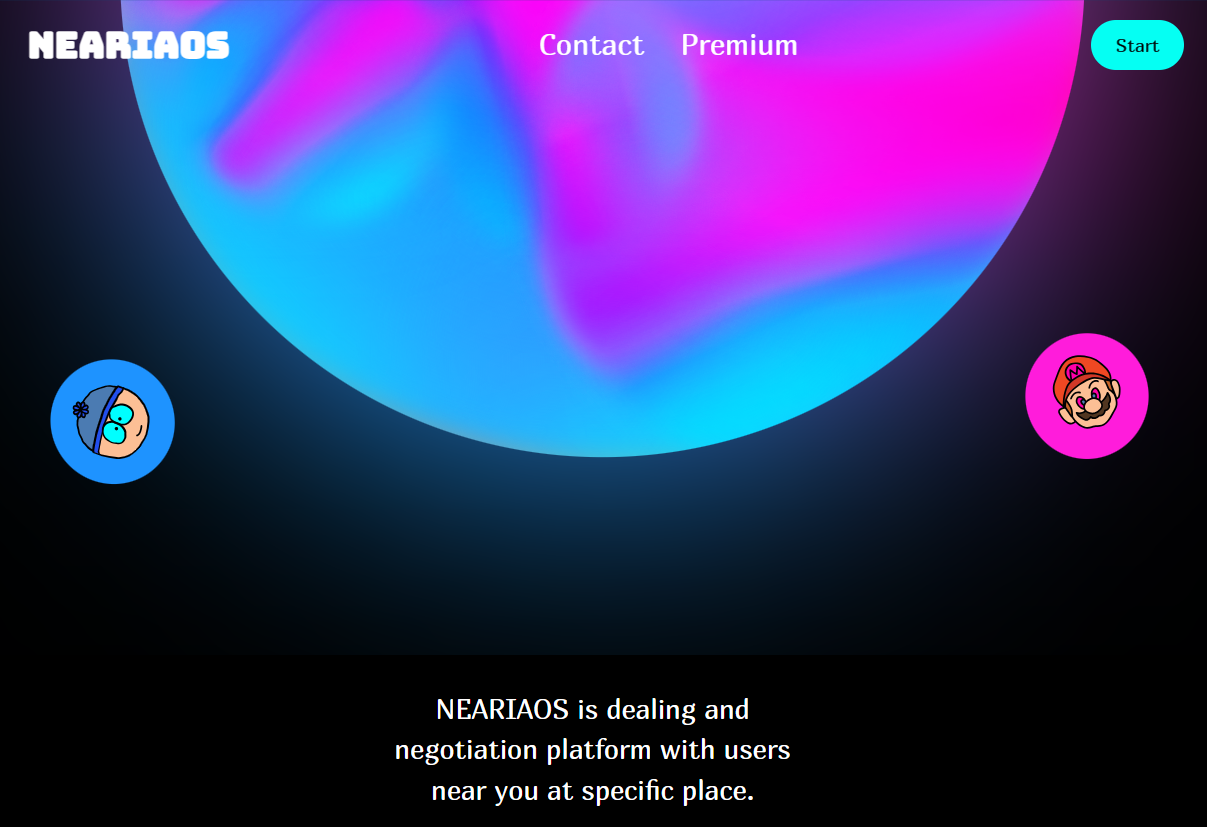 NEARIAOS
Contact Premium
Start
NEARIAOS is dealing and
negotiation platform with users
near you at specific place.